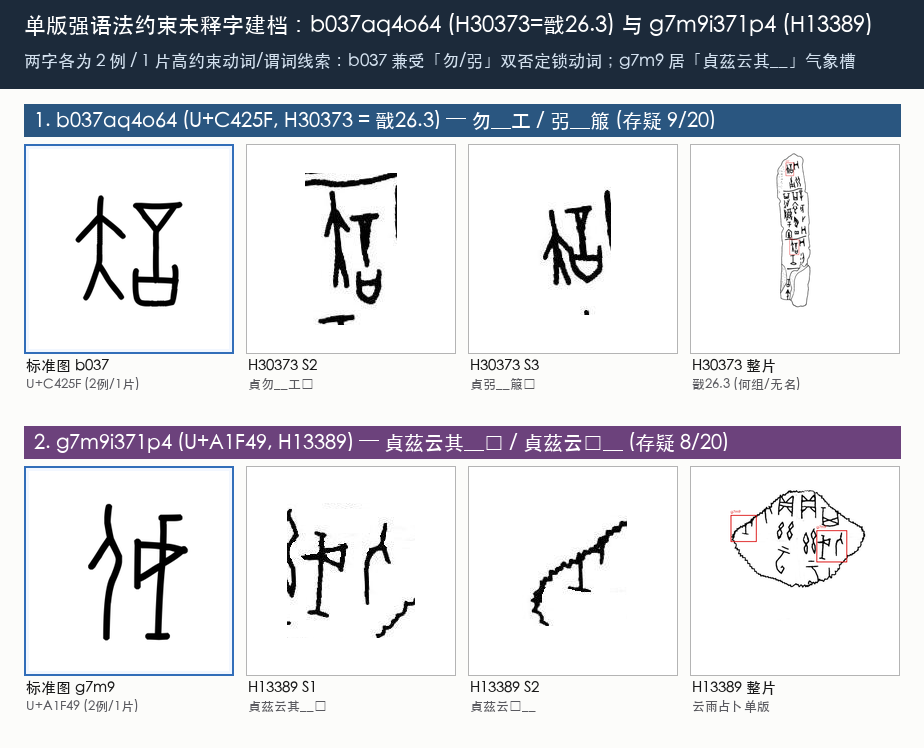 单版强语法约束未释字建档：b037aq4o64 (H30373=戬26.3) 与 g7m9i371p4 (H13389)
两字各为 2 例 / 1 片高约束动词/谓词线索：b037 兼受「勿/弜」双否定锁动词；g7m9 居「貞茲云其__」气象槽
1. b037aq4o64 (U+C425F, H30373 = 戬26.3) — 勿__工 / 弜__箙 (存疑 9/20)
标准图 b037
U+C425F (2例/1片)
H30373 S2
貞勿__工□
H30373 S3
貞弜__箙□
H30373 整片
戬26.3 (何组/无名)
2. g7m9i371p4 (U+A1F49, H13389) — 貞茲云其__□ / 貞茲云□__ (存疑 8/20)
标准图 g7m9
U+A1F49 (2例/1片)
H13389 S1
貞茲云其__□
H13389 S2
貞茲云□__
H13389 整片
云雨占卜单版